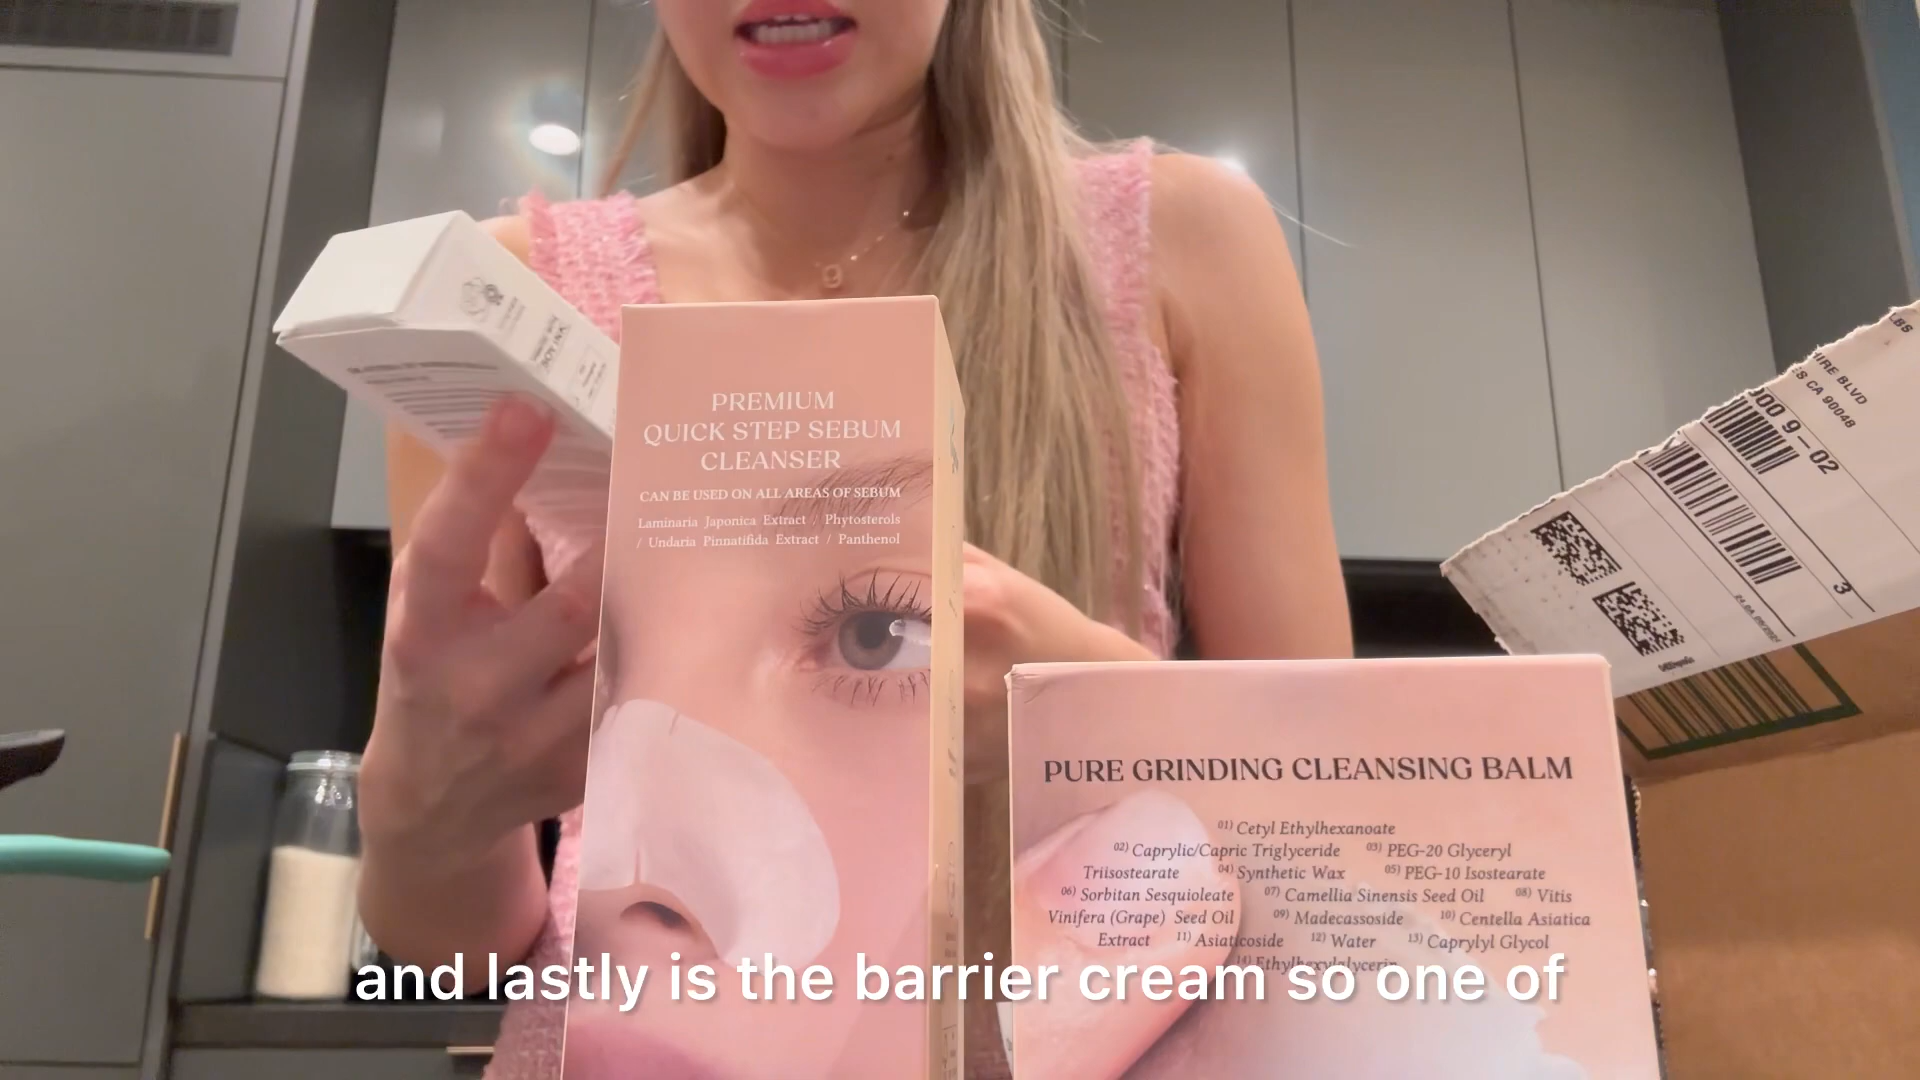 PREMIUM
QUICK STEP SEBUM
CLEANSER
CAN BE USED ON ALL AREAS OF SEBUM
Laminaria Japonica Extract / Phytosterols
/ Undaria Pinnatifida Extract / Panthenol
PURE GRINDING CLEANSING BALM
01) Cetyl Ethylhexanoate
02) Caprylic/Capric Triglyceride 03) PEG-20 Glyceryl
Triisostearate 04) Synthetic Wax 05) PEG-10 Isostearate
06) Sorbitan Sesquioleate 07) Camellia Sinensis Seed Oil 08) Vitis
Vinifera (Grape) Seed Oil 09) Madecassoside 10) Centella Asiatica
Extract 11) Asiaticoside 12) Water 13) Caprylyl Glycol
14) Ethylhexylglycerin
g
LBS
HIRE BLVD
S CA 90048
9-02
3
and lastly is the barrier cream so one of